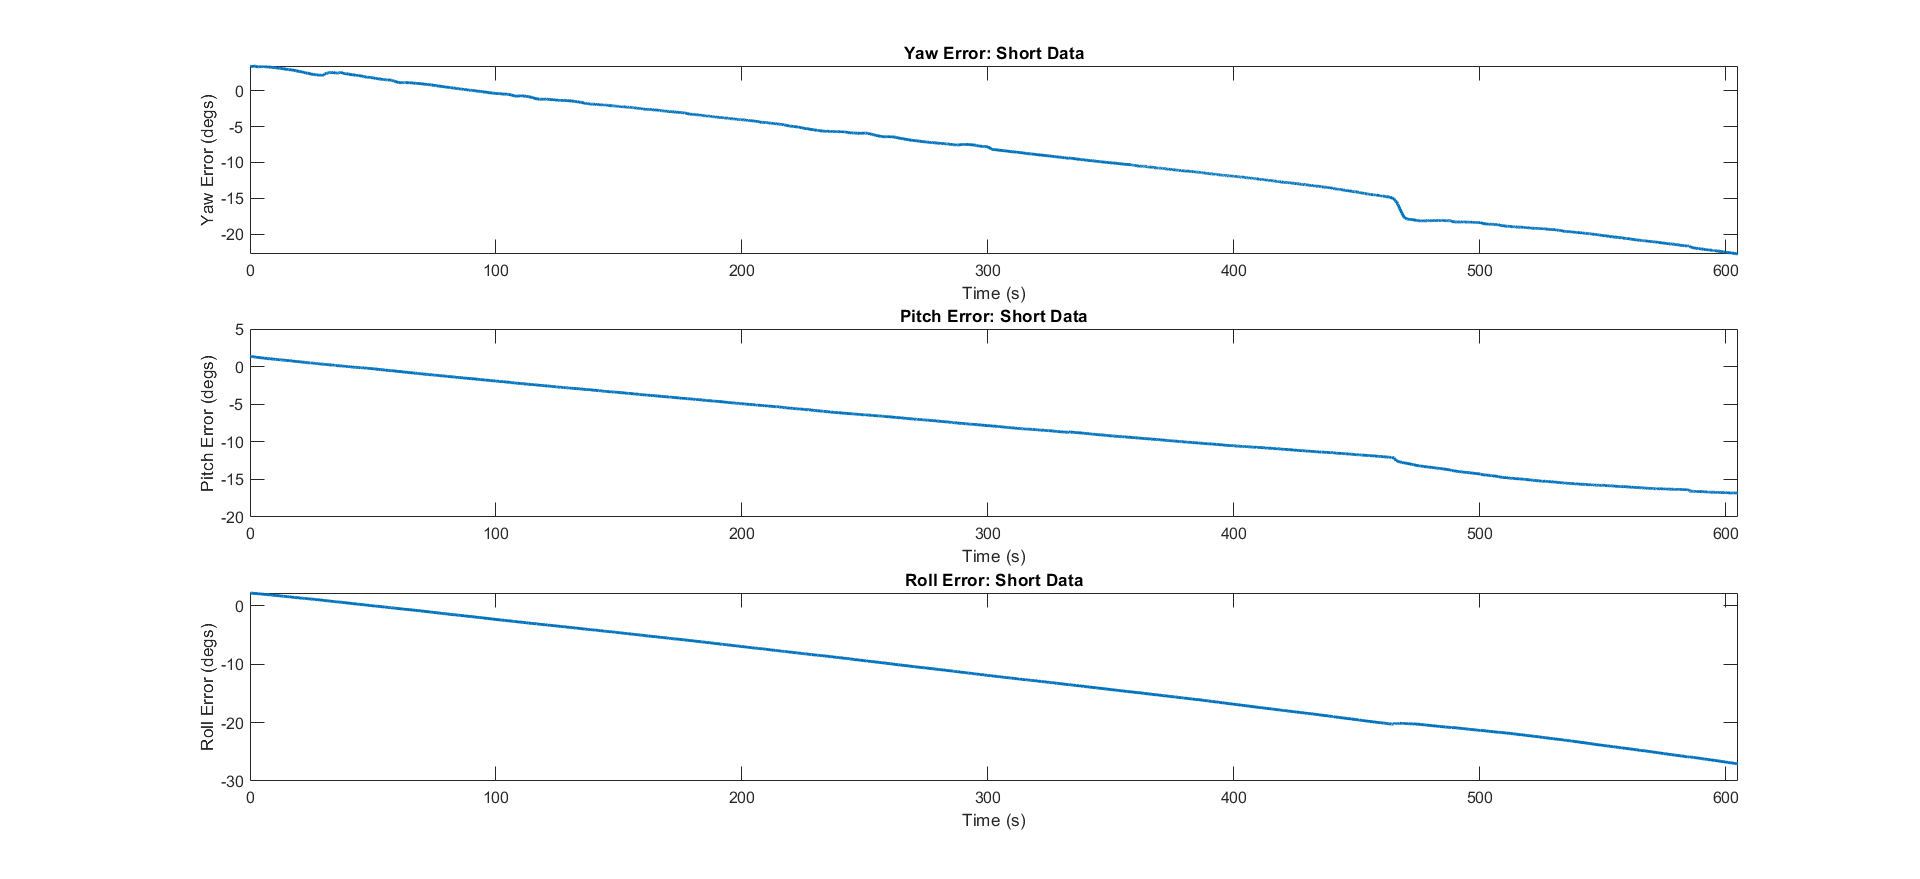 Yaw Error: Short Data
Yaw Error (degs)
0
-5
-10
-15
-20
0 100 200 300 400 500 600
Time (s)
Pitch Error: Short Data
Pitch Error (degs)
5
0
-5
-10
-15
-20
0 100 200 300 400 500 600
Time (s)
Roll Error: Short Data
Roll Error (degs)
0
-10
-20
-30
0 100 200 300 400 500 600
Time (s)